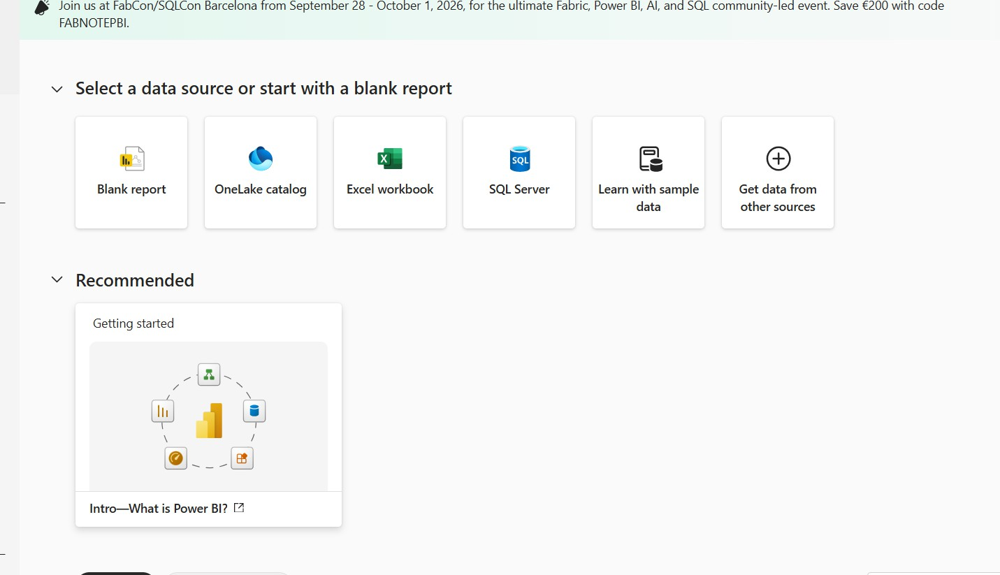 Join us at FabCon/SQLCon Barcelona from September 28 - October 1, 2026, for the ultimate Fabric, Power BI, AI, and SQL community-led event. Save €200 with code
FABNOTEPBI.
Select a data source or start with a blank report
Blank report
OneLake catalog
Excel workbook
SQL
SQL Server
Learn with sample
data
Get data from
other sources
Recommended
Getting started
Intro—What is Power BI?